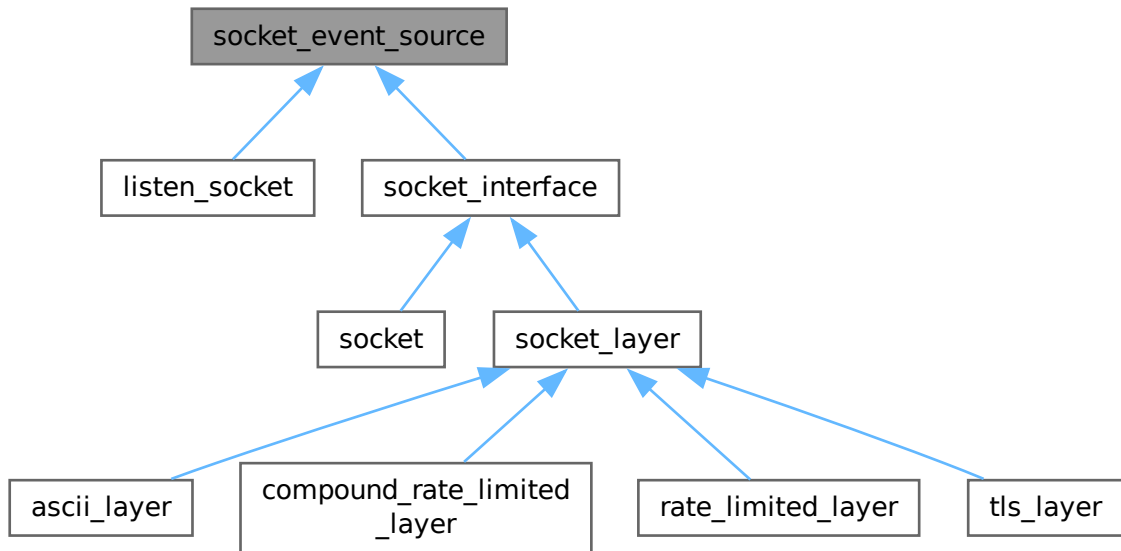 socket_event_source
listen_socket
socket_interface
socket
socket_layer
ascii_layer
compound_rate_limited
_layer
rate_limited_layer
tls_layer